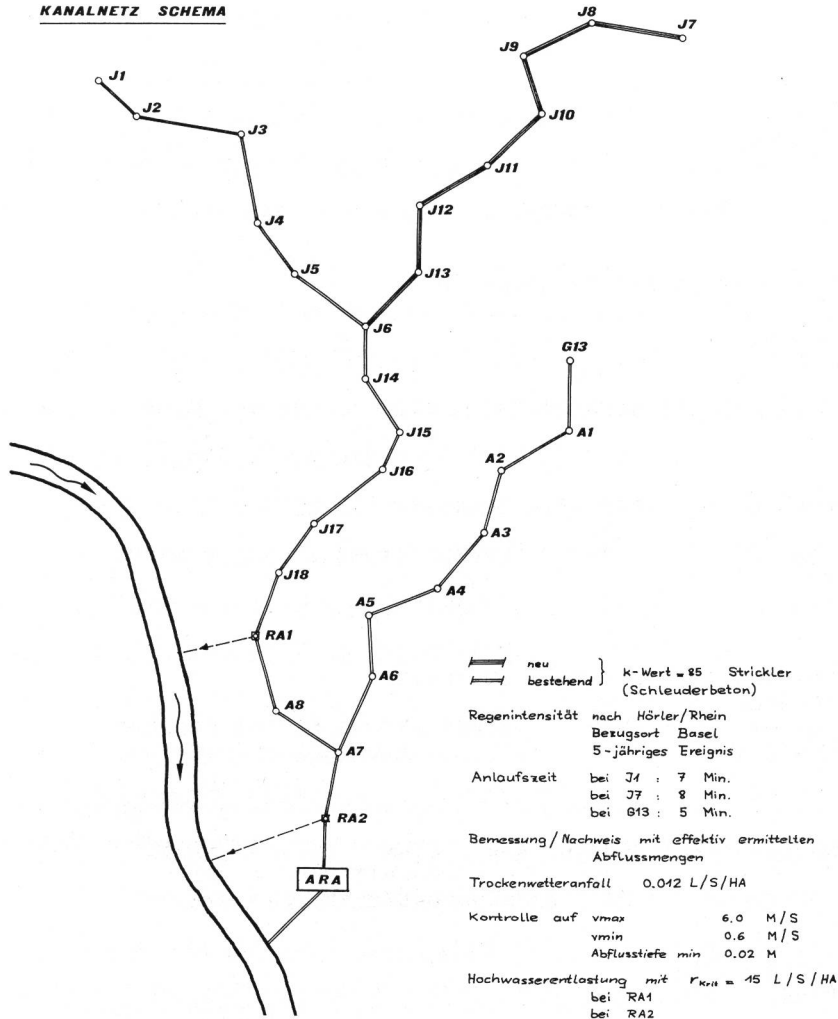 KANALNETZ SCHEMA
J8
J7
J9
J1
J2
J10
J3
J11
J12
J4
J5
J13
J6
G13
J14
J15
A1
A2
J16
J17
A3
J18
A4
A5
RA1
A6
A8
A7
RA2
ARA
neu
bestehend } K-Wert = 85 Strickler
(Schleuderbeton)
Regenintensität nach Hörler/Rhein
Bezugsort Basel
5-jähriges Ereignis
Anlaufszeit bei J1 : 7 Min.
bei J7 : 8 Min.
bei G13 : 5 Min.
Bemessung / Nachweis mit effektiv ermittelten
Abflussmengen
Trockenwetteranfall 0.012 L/S/HA
Kontrolle auf vmax 6.0 M/S
vmin 0.6 M/S
Abflusstiefe min 0.02 M
Hochwasserentlastung mit rKrit = 15 L/S/HA
bei RA1
bei RA2